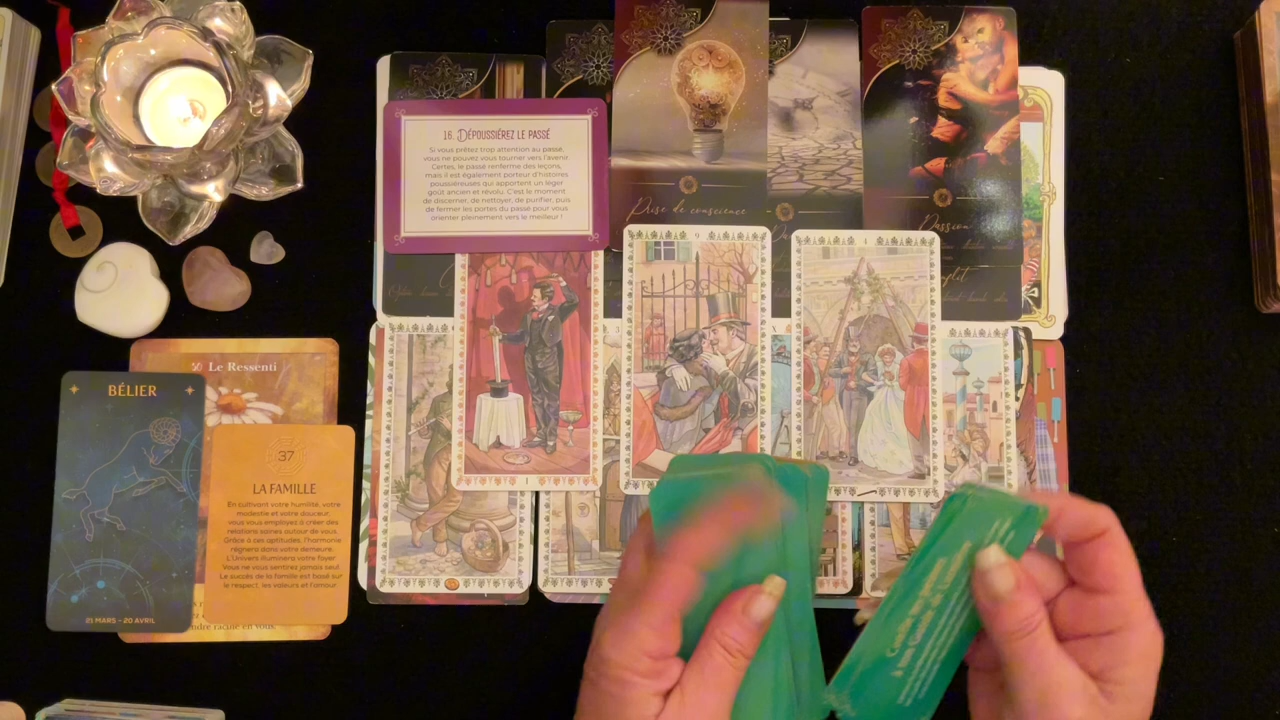 16. DÉPOUSSIÉREZ LE PASSÉ
Si vous prêtez trop attention au passé,
vous ne pouvez vous tourner vers l'avenir.
Certes, le passé renferme des leçons,
mais il est également porteur d'histoires
poussiéreuses qui apportent un léger
goût ancien et révolu. C'est le moment
de discerner, de nettoyer, de purifier, puis
de fermer les portes du passé pour vous
orienter pleinement vers le meilleur !
Prise de conscience
Passion
9
4
1
Le Ressenti
BÉLIER
21 MARS - 20 AVRIL
37
LA FAMILLE
En cultivant votre humilité, votre
modestie et votre douceur,
vous vous employez à créer des
relations saines autour de vous.
Grâce à ces aptitudes, l'harmonie
régnera dans votre demeure.
L'Univers illuminera votre foyer.
Vous ne vous sentirez jamais seul.
Le succès de la famille est basé sur
le respect, les valeurs et l'amour.